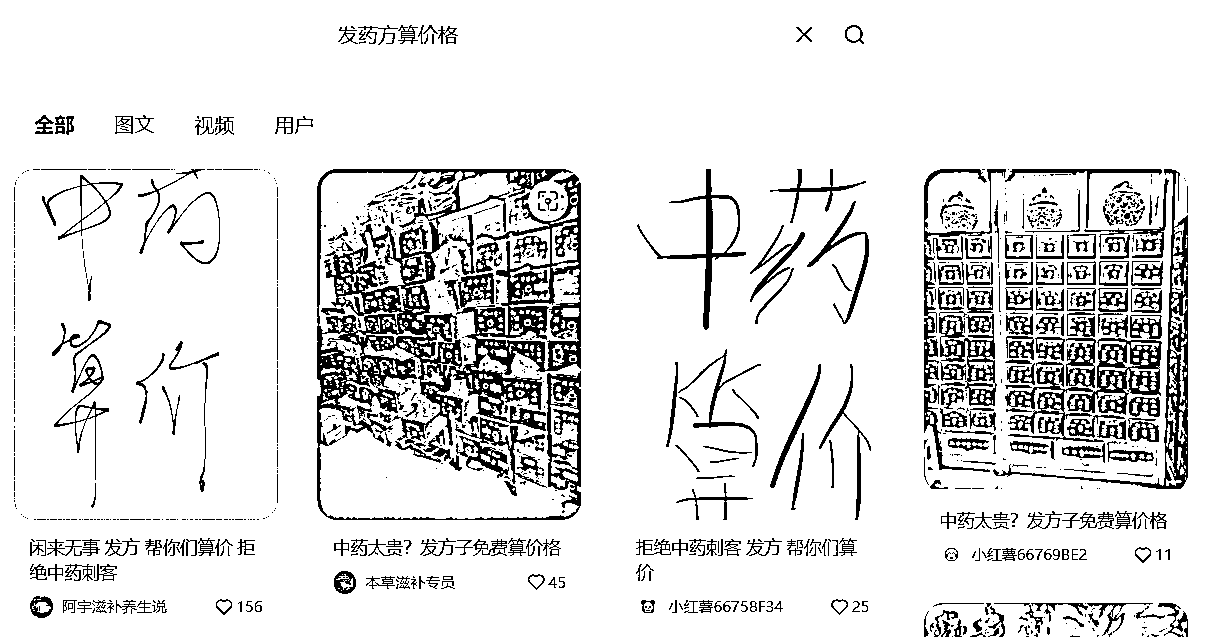 发药方算价格
全部 图文 视频 用户
中药
算价
闲来无事 发方 帮你们算价 拒
绝中药刺客
阿宇滋补养生说 156
中药太贵？发方子免费算价格
本草滋补专员 45
中药
算价
拒绝中药刺客 发方 帮你们算
价
小红薯66758F34 25
中药太贵？发方子免费算价格
小红薯66769BE2 11